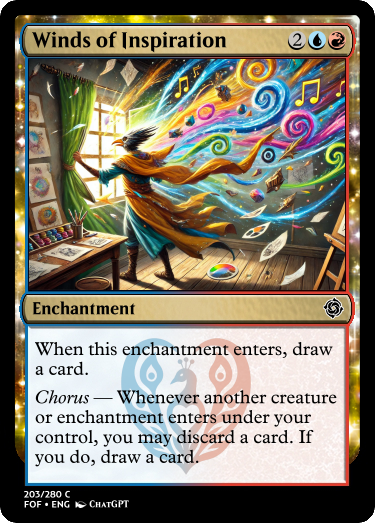 Winds of Inspiration 2
Enchantment
When this enchantment enters, draw
a card.
Chorus — Whenever another creature
or enchantment enters under your
control, you may discard a card. If
you do, draw a card.
203/280 C
FOF • ENG ChatGPT